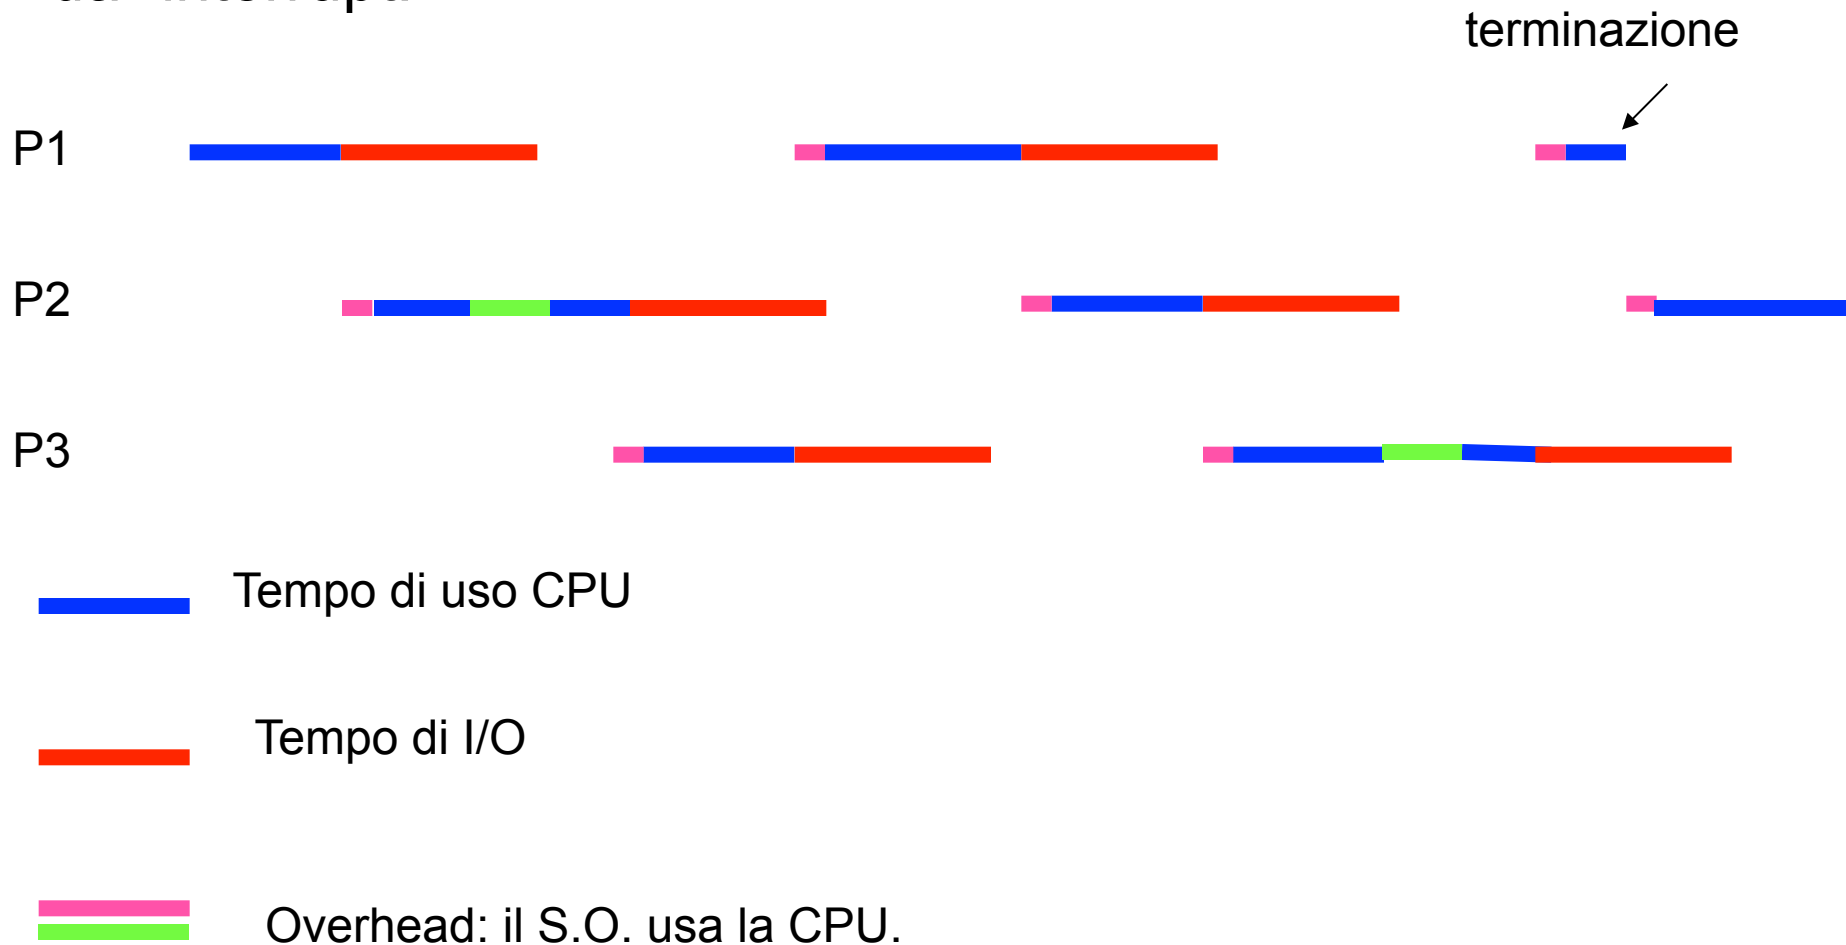 terminazione
P1
P2
P3
Tempo di uso CPU
Tempo di I/O
Overhead: il S.O. usa la CPU.